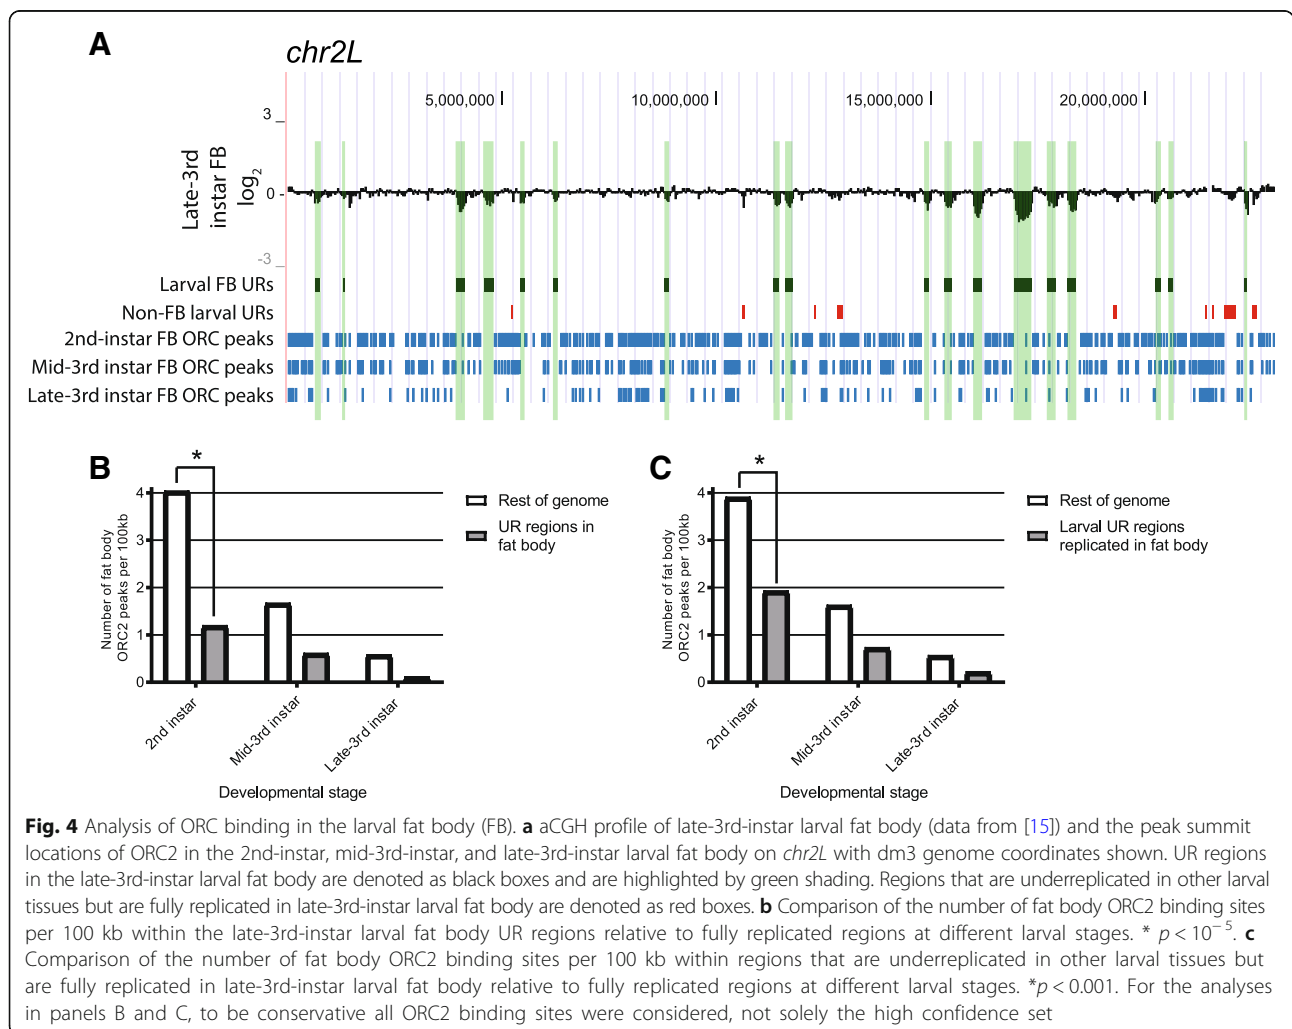 A
chr2L
5,000,000
10,000,000
15,000,000
20,000,000
3
0
-3
Late-3rd
instar FB
log2
Larval FB URs
Non-FB larval URs
2nd-instar FB ORC peaks
Mid-3rd instar FB ORC peaks
Late-3rd instar FB ORC peaks
B
*
4
3
2
1
0
Number of fat body
ORC2 peaks per 100kb
Rest of genome
UR regions in
fat body
2nd instar
Mid-3rd instar
Late-3rd instar
Developmental stage
C
*
4
3
2
1
0
Number of fat body
ORC2 peaks per 100kb
Rest of genome
Larval UR regions
replicated in fat body
2nd instar
Mid-3rd instar
Late-3rd instar
Developmental stage
Fig. 4 Analysis of ORC binding in the larval fat body (FB). a aCGH profile of late-3rd-instar larval fat body (data from [15]) and the peak summit
locations of ORC2 in the 2nd-instar, mid-3rd-instar, and late-3rd-instar larval fat body on chr2L with dm3 genome coordinates shown. UR regions
in the late-3rd-instar larval fat body are denoted as black boxes and are highlighted by green shading. Regions that are underreplicated in other larval
tissues but are fully replicated in late-3rd-instar larval fat body are denoted as red boxes. b Comparison of the number of fat body ORC2 binding sites
per 100 kb within the late-3rd-instar larval fat body UR regions relative to fully replicated regions at different larval stages. * p < 10⁻⁵. c
Comparison of the number of fat body ORC2 binding sites per 100 kb within regions that are underreplicated in other larval tissues but
are fully replicated in late-3rd-instar larval fat body relative to fully replicated regions at different larval stages. *p < 0.001. For the analyses
in panels B and C, to be conservative all ORC2 binding sites were considered, not solely the high confidence set